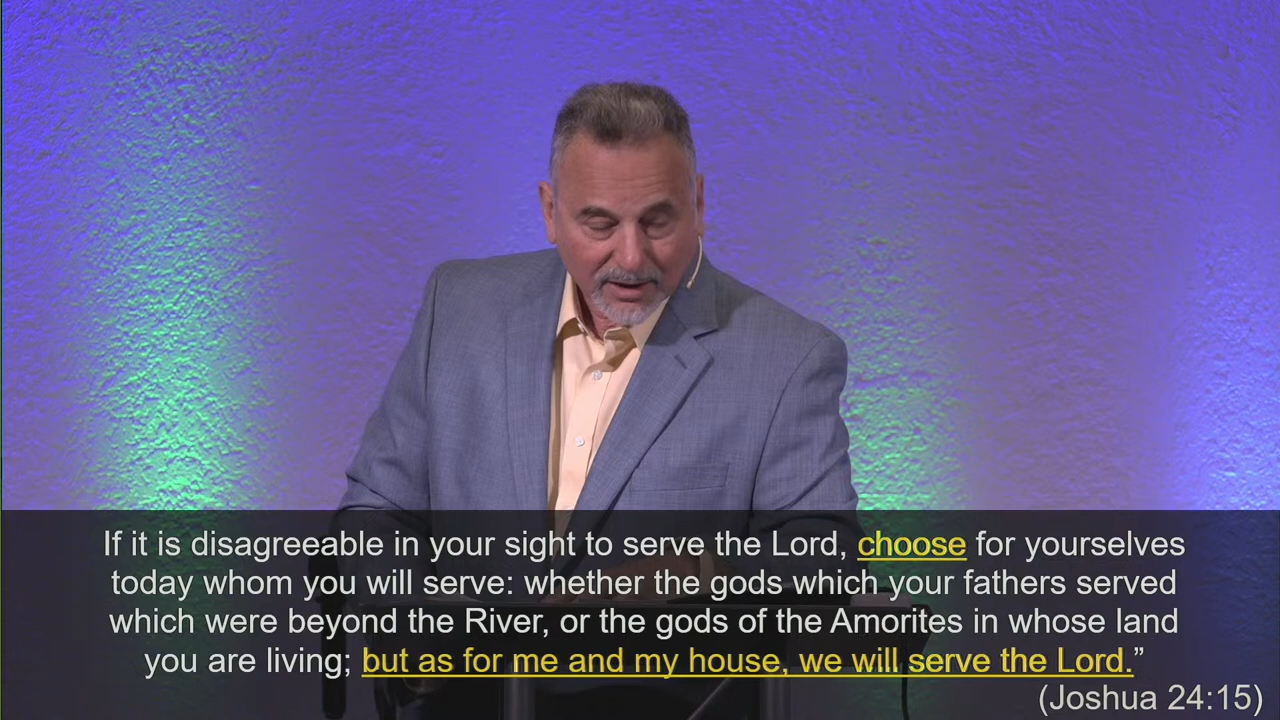 If it is disagreeable in your sight to serve the Lord, choose for yourselves
today whom you will serve: whether the gods which your fathers served
which were beyond the River, or the gods of the Amorites in whose land
you are living; but as for me and my house, we will serve the Lord.”
(Joshua 24:15)